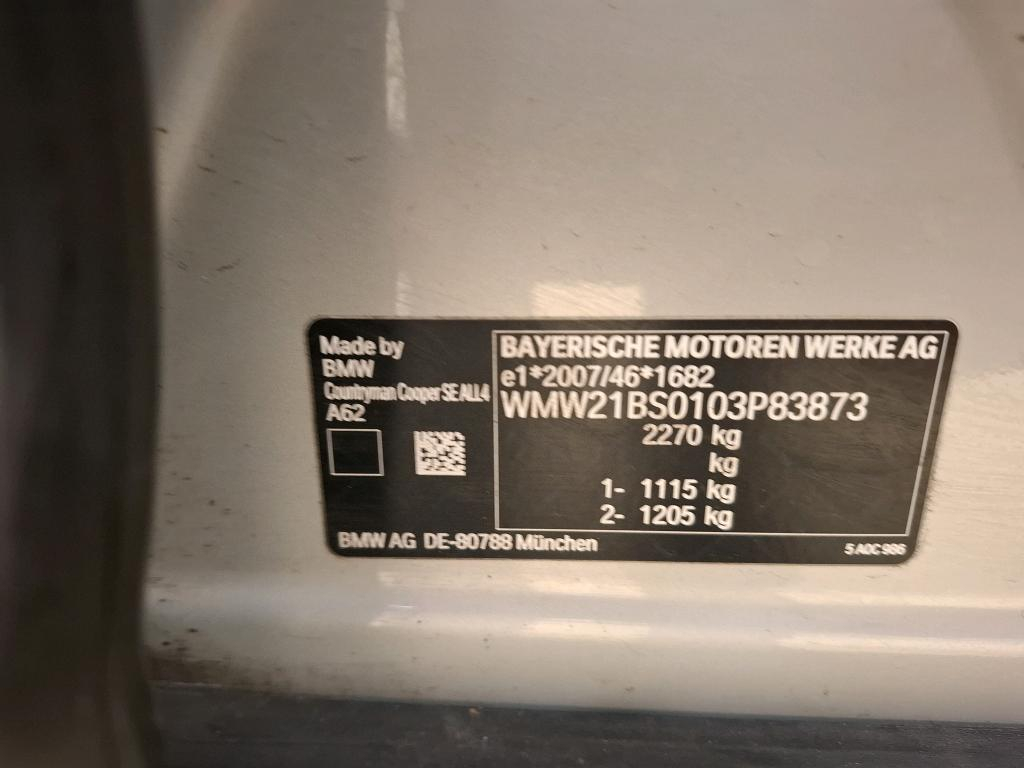 Made by
BMW
Countryman Cooper SE ALL4
A62
BAYERISCHE MOTOREN WERKE AG
e1*2007/46*1682
WMW21BS0103P83873
2270 kg
kg
1- 1115 kg
2- 1205 kg
BMW AG DE-80788 München
5 A0C 986